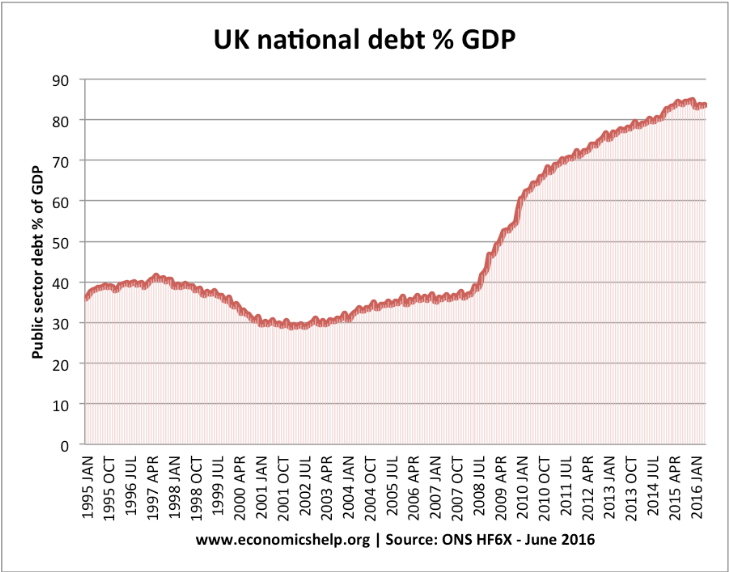 UK national debt % GDP
Public sector debt % of GDP
90
80
70
60
50
40
30
20
10
0
1995 JAN
1995 OCT
1996 JUL
1997 APR
1998 JAN
1998 OCT
1999 JUL
2000 APR
2001 JAN
2001 OCT
2002 JUL
2003 APR
2004 JAN
2004 OCT
2005 JUL
2006 APR
2007 JAN
2007 OCT
2008 JUL
2009 APR
2010 JAN
2010 OCT
2011 JUL
2012 APR
2013 JAN
2013 OCT
2014 JUL
2015 APR
2016 JAN
www.economicshelp.org | Source: ONS HF6X - June 2016